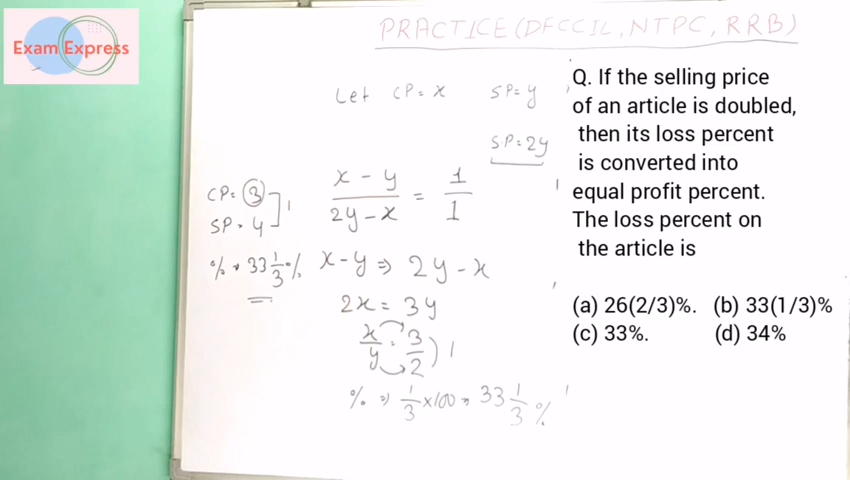 Exam Express
PRACTICE (DFCCIL, NTPC, RRB)
Let CP = x SP = y
SP = 2y
x - y / 2y - x = 1 / 1
x - y ⇒ 2y - x
2x = 3y
x/y = 3/2 ) 1
% ⇒ 1/3 × 100 ⇒ 33 1/3 %
CP = 3
SP = 4 ] 1
% ⇒ 33 1/3 %
Q. If the selling price
of an article is doubled,
then its loss percent
is converted into
equal profit percent.
The loss percent on
the article is
(a) 26(2/3)%. (b) 33(1/3)%
(c) 33%. (d) 34%